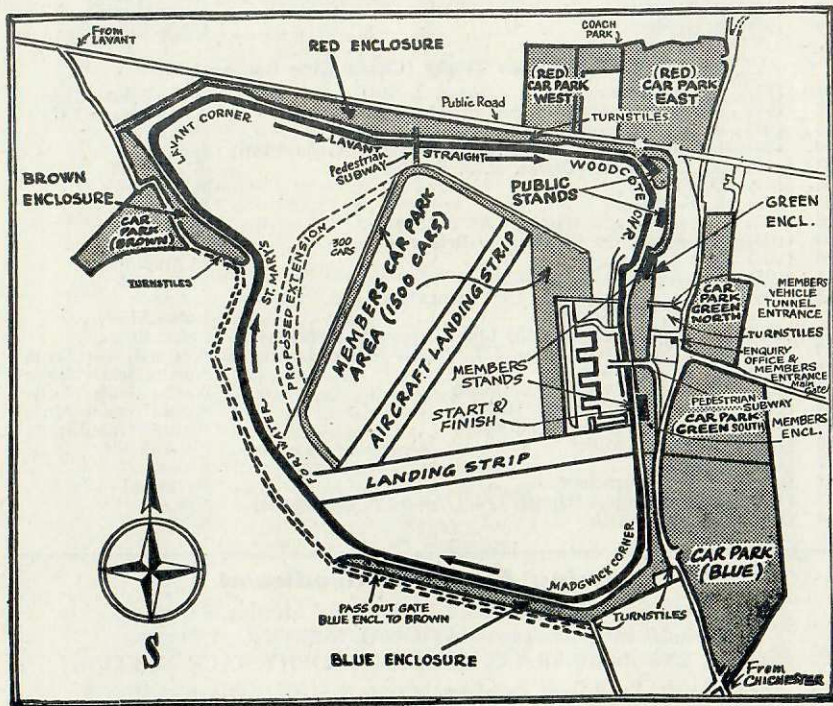 From
LAVANT
RED ENCLOSURE
COACH
PARK
(RED)
CAR PARK
WEST
(RED)
CAR PARK
EAST
Public Road
TURNSTILES
LAVANT CORNER
LAVANT
STRAIGHT
Pedestrian
SUBWAY
WOODCOTE CNR.
PUBLIC
STANDS
BROWN
ENCLOSURE
CAR
PARK
(BROWN)
TURNSTILES
GREEN
ENCL.
ST. MARY'S
PROPOSED EXTENSION
300
CARS
MEMBERS CAR PARK
AREA (1500 CARS)
AIRCRAFT LANDING STRIP
CAR
PARK
GREEN
NORTH
MEMBERS
VEHICLE
TUNNEL
ENTRANCE
TURNSTILES
ENQUIRY
OFFICE &
MEMBERS
ENTRANCE
Main
Gate
MEMBERS
STANDS
START &
FINISH
PEDESTRIAN
SUBWAY
CAR PARK
GREEN SOUTH
MEMBERS
ENCL.
FORDWATER
LANDING STRIP
MADGWICK CORNER
CAR PARK
(BLUE)
PASS OUT GATE
BLUE ENCL. TO BROWN
TURNSTILES
BLUE ENCLOSURE
S
From
CHICHESTER